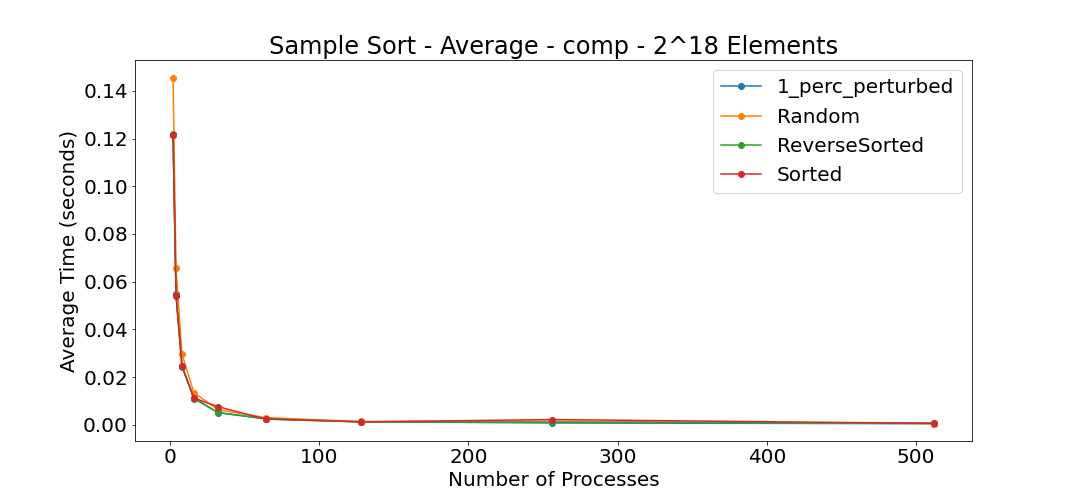 Sample Sort - Average - comp - 2^18 Elements
1_perc_perturbed
Random
ReverseSorted
Sorted
Average Time (seconds)
0.14
0.12
0.10
0.08
0.06
0.04
0.02
0.00
0 100 200 300 400 500
Number of Processes